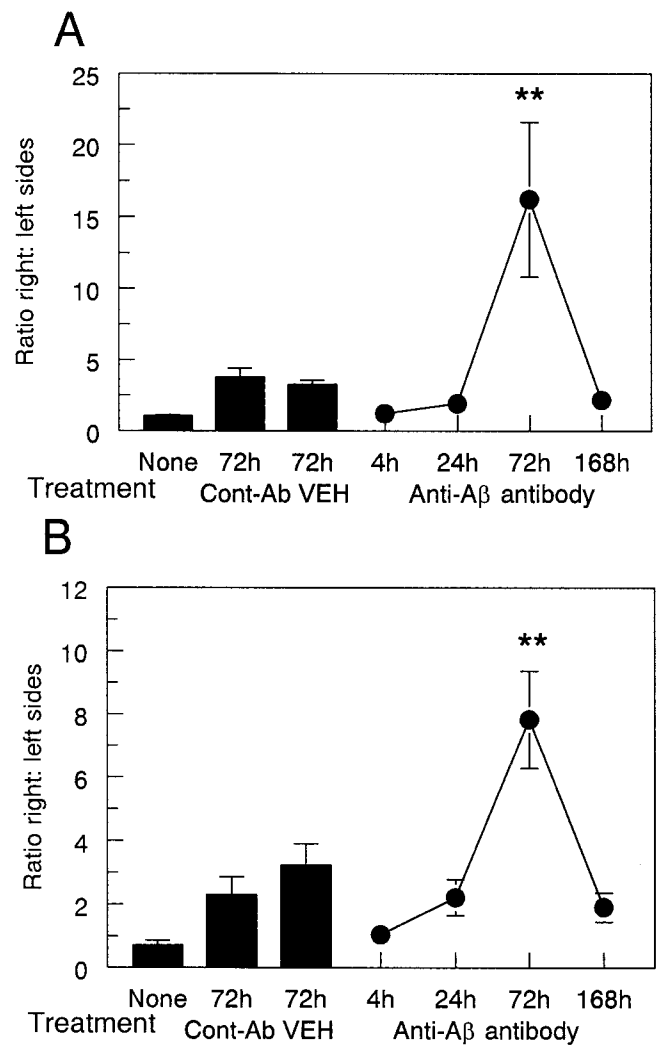 A
Ratio right: left sides
25
20
15
10
5
0
**
None 72h 72h 4h 24h 72h 168h
Treatment Cont-Ab VEH Anti-Aβ antibody
B
Ratio right: left sides
12
10
8
6
4
2
0
**
None 72h 72h 4h 24h 72h 168h
Treatment Cont-Ab VEH Anti-Aβ antibody